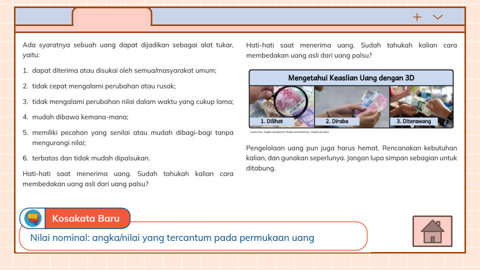 Ada syaratnya sebuah uang dapat dijadikan sebagai alat tukar,
yaitu:
1. dapat diterima atau disukai oleh semua/masyarakat umum;
2. tidak cepat mengalami perubahan atau rusak;
3. tidak mengalami perubahan nilai dalam waktu yang cukup lama;
4. mudah dibawa kemana-mana;
5. memiliki pecahan yang senilai atau mudah dibagi-bagi tanpa
mengurangi nilai;
6. terbatas dan tidak mudah dipalsukan.
Hati-hati saat menerima uang. Sudah tahukah kalian cara
membedakan uang asli dari uang palsu?
Hati-hati saat menerima uang. Sudah tahukah kalian cara
membedakan uang asli dari uang palsu?
Mengetahui Keaslian Uang dengan 3D
1. Dilihat
2. Diraba
3. Diterawang
Pengelolaan uang pun juga harus hemat. Rencanakan kebutuhan
kalian, dan gunakan seperlunya. Jangan lupa simpan sebagian untuk
ditabung.
Kosakata Baru
Nilai nominal: angka/nilai yang tercantum pada permukaan uang